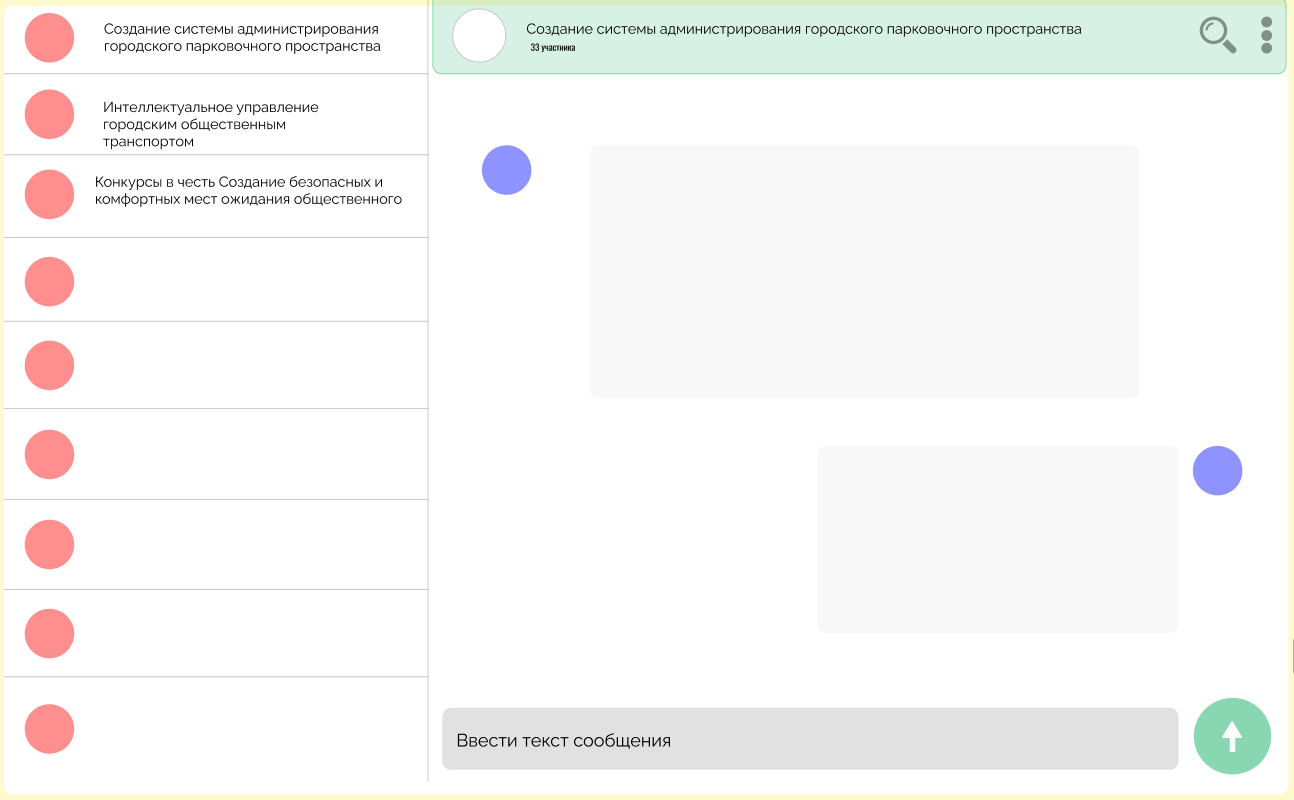 Создание системы администрирования
городского парковочного пространства
Интеллектуальное управление
городским общественным
транспортом
Конкурсы в честь Создание безопасных и
комфортных мест ожидания общественного
Создание системы администрирования городского парковочного пространства
33 участника
Ввести текст сообщения